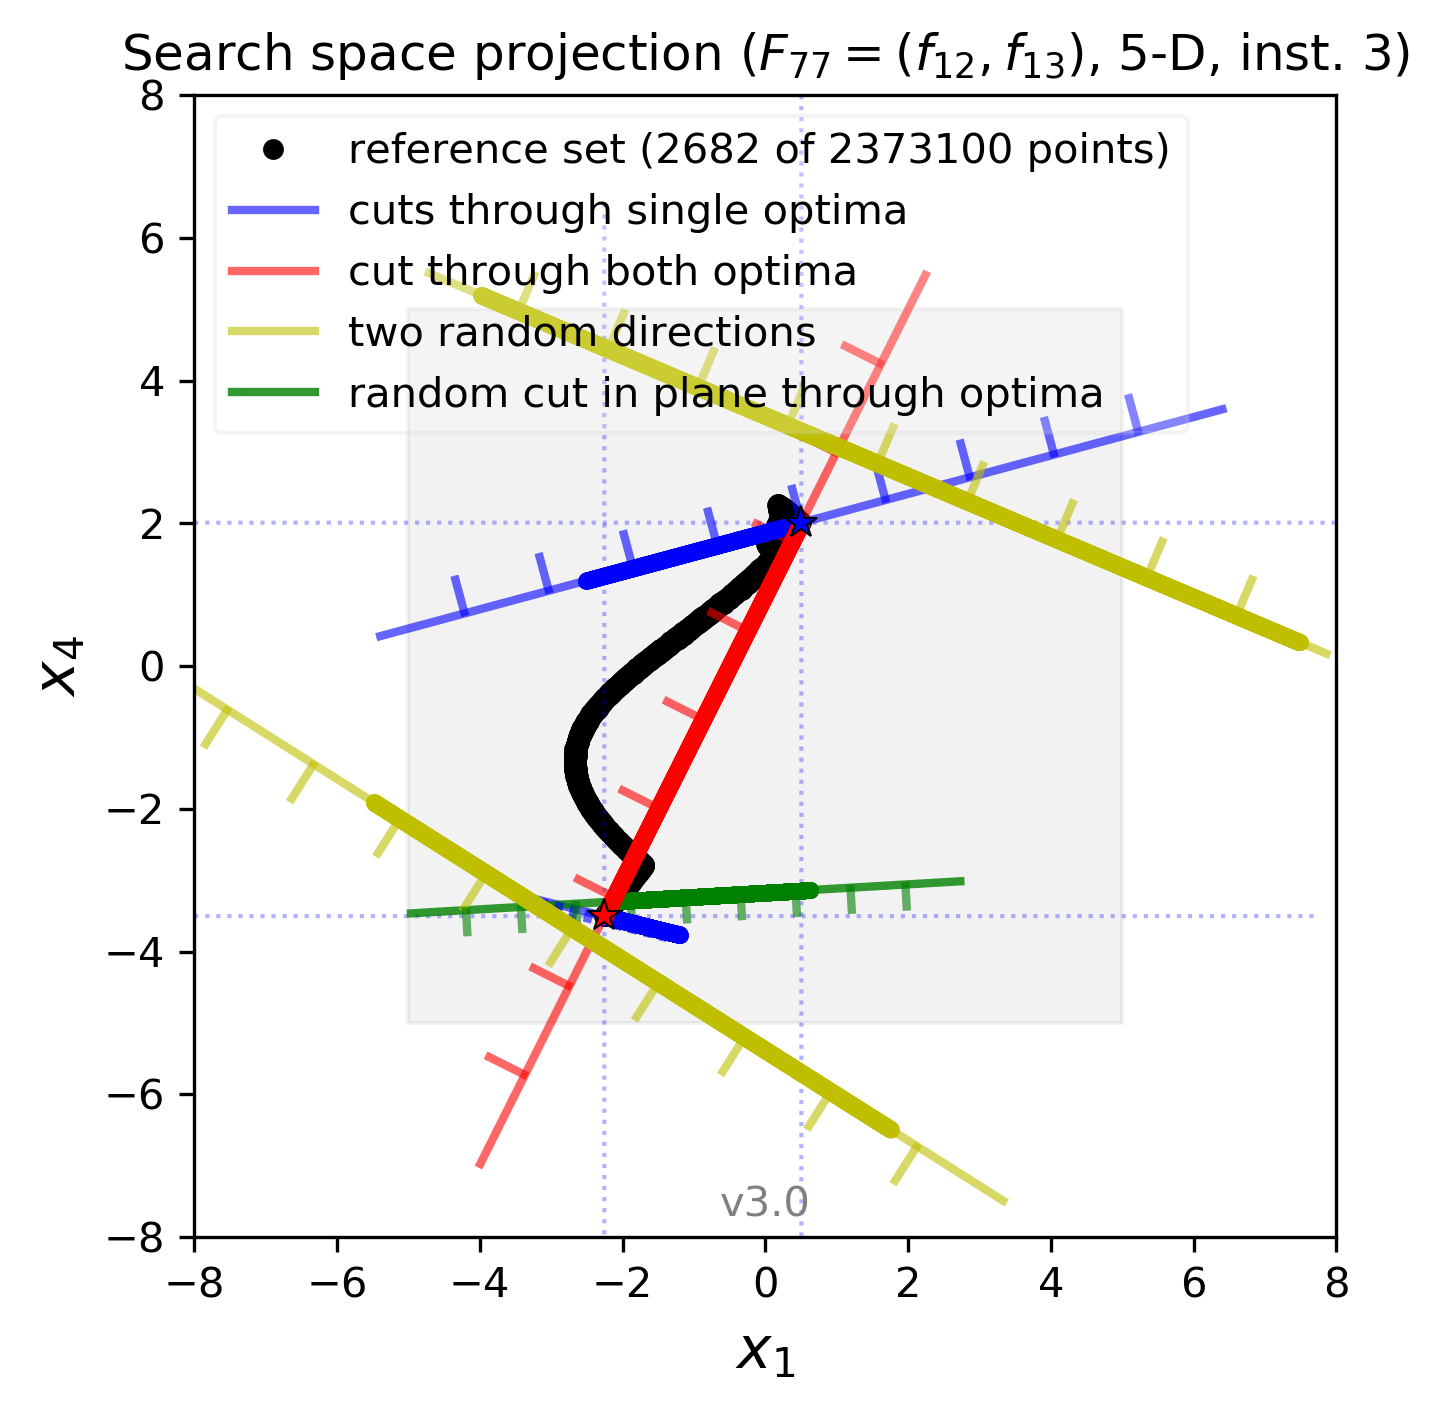 Search space projection (F77 = (f12, f13), 5-D, inst. 3)
reference set (2682 of 2373100 points)
cuts through single optima
cut through both optima
two random directions
random cut in plane through optima
8
6
4
2
0
−2
−4
−6
−8
x4
v3.0
−8 −6 −4 −2 0 2 4 6 8
x1